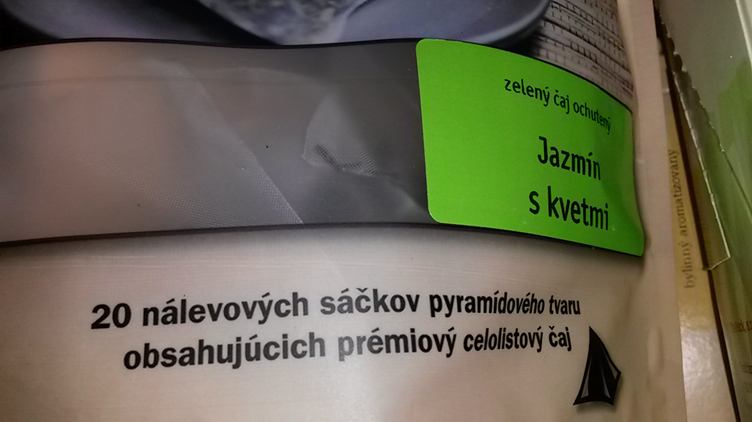 zelený čaj ochutený
Jazmín
s kvetmi
20 nálevových sáčkov pyramídového tvaru
obsahujúcich prémiový celolistový čaj
bylinný aromatizovaný